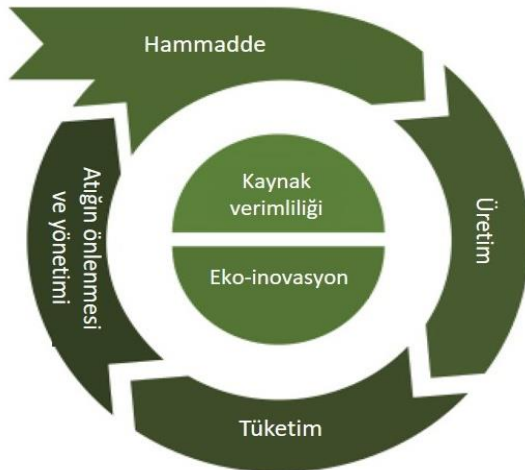 Hammadde
Üretim
Tüketim
Atığın önlenmesi
ve yönetimi
Kaynak
verimliliği
Eko-inovasyon